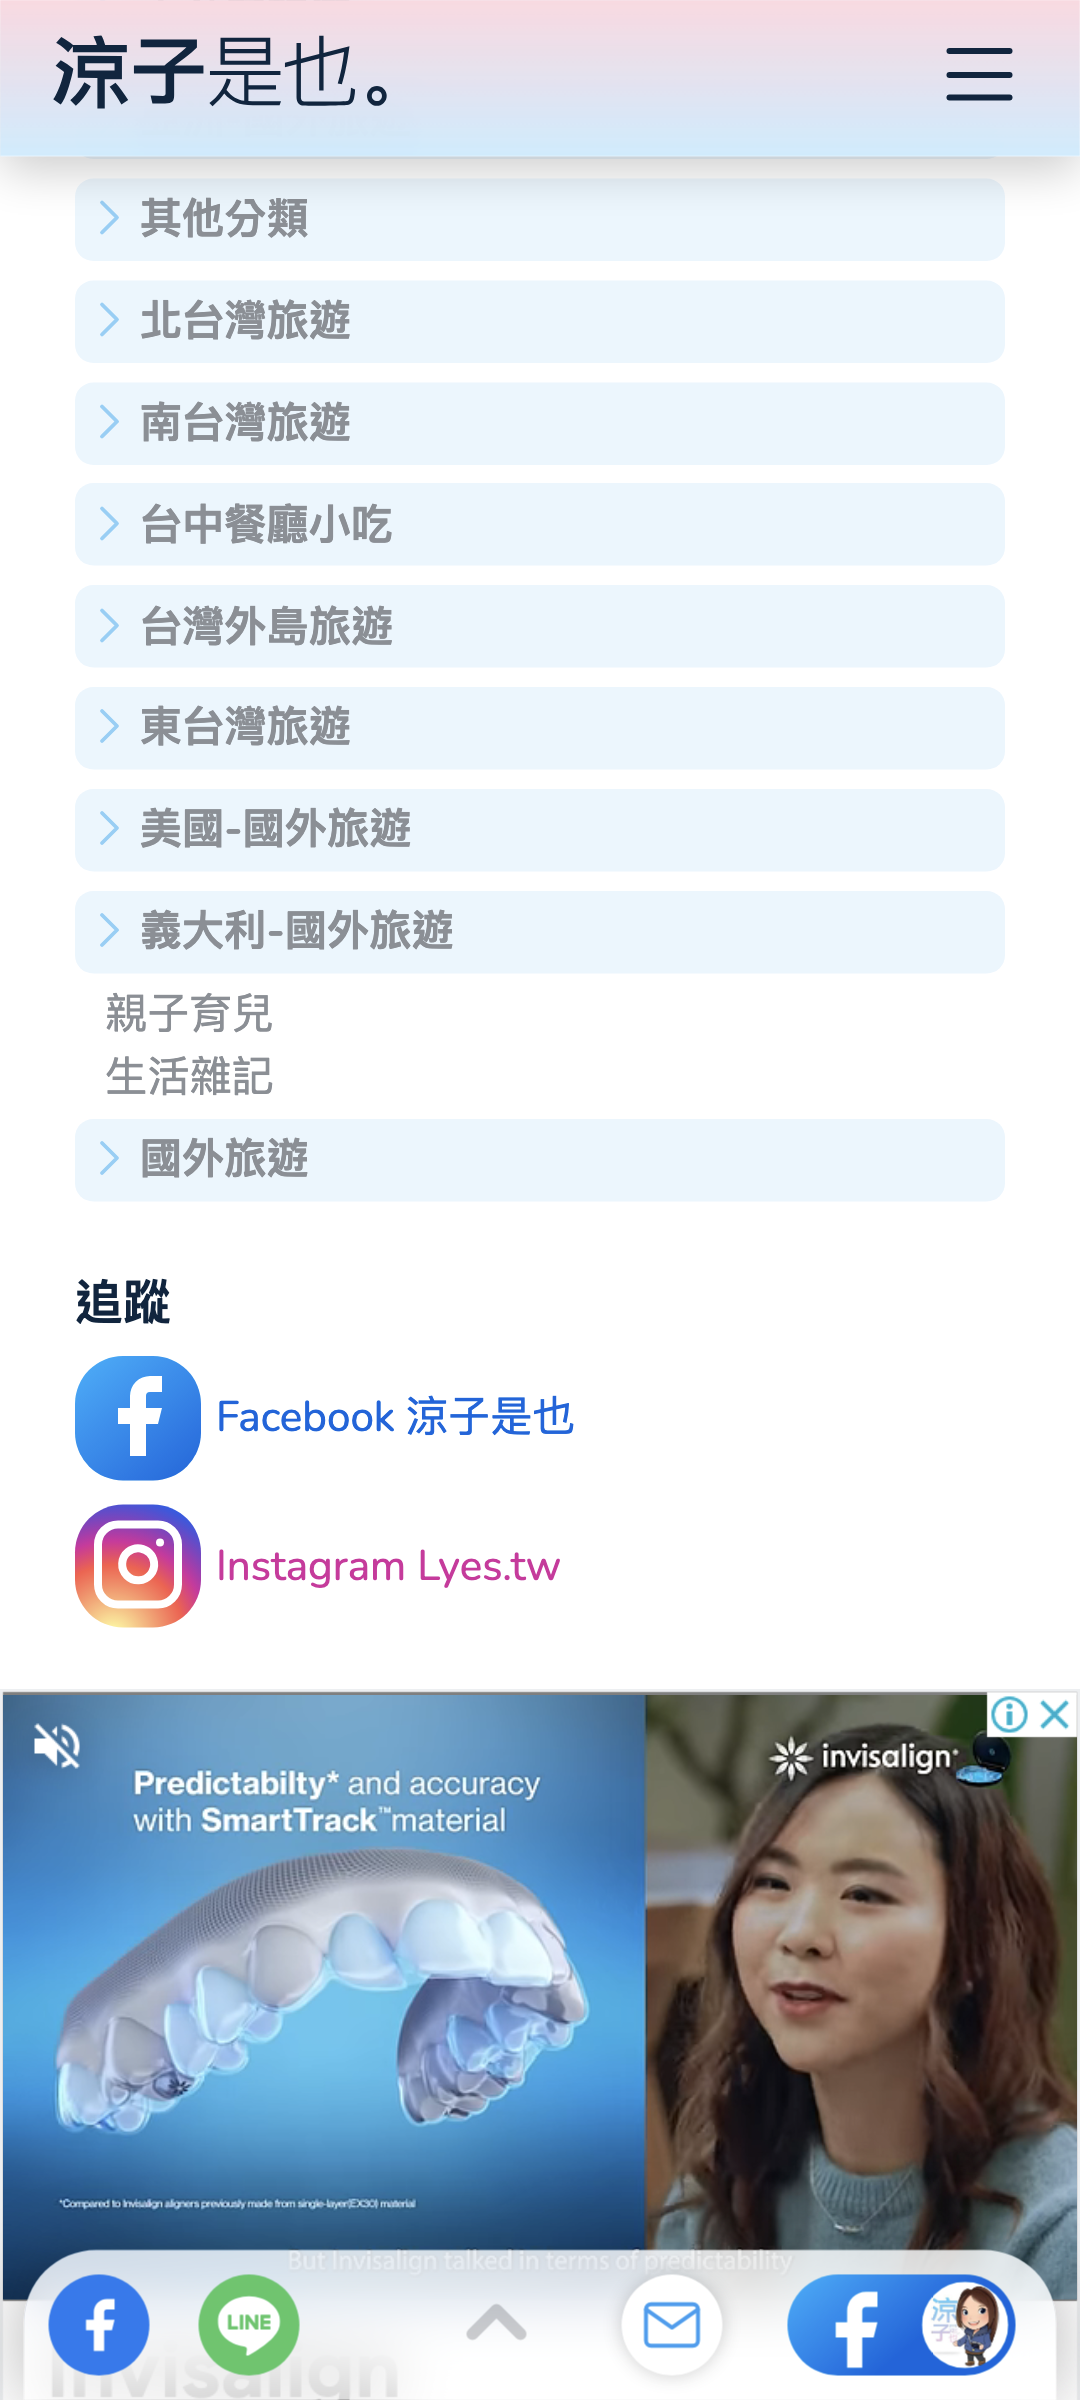 涼子是也。
其他分類
北台灣旅遊
南台灣旅遊
台中餐廳小吃
台灣外島旅遊
東台灣旅遊
美國-國外旅遊
義大利-國外旅遊
親子育兒
生活雜記
國外旅遊
追蹤
Facebook 涼子是也
Instagram Lyes.tw
Predictabilty* and accuracy
with SmartTrack™material
invisalign
*Compared to Invisalign aligners previously made from single-layer(EX30) material
But Invisalign talked in terms of predictability
LINE
涼子
Invisalign